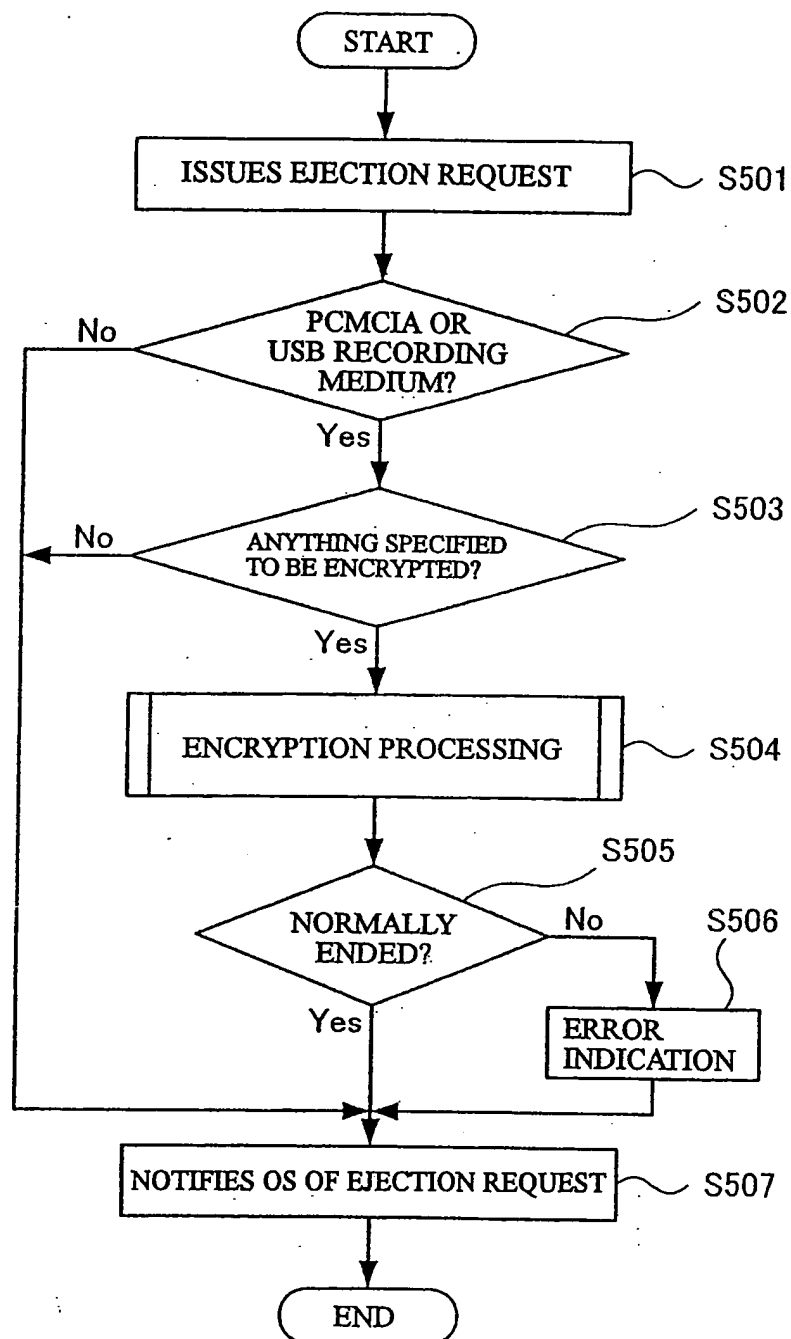 START
ISSUES EJECTION REQUEST
S501
S502
No
PCMCIA OR
USB RECORDING
MEDIUM?
Yes
S503
No
ANYTHING SPECIFIED
TO BE ENCRYPTED?
Yes
ENCRYPTION PROCESSING
S504
S505
NORMALLY
ENDED?
No
S506
Yes
ERROR
INDICATION
NOTIFIES OS OF EJECTION REQUEST
S507
END